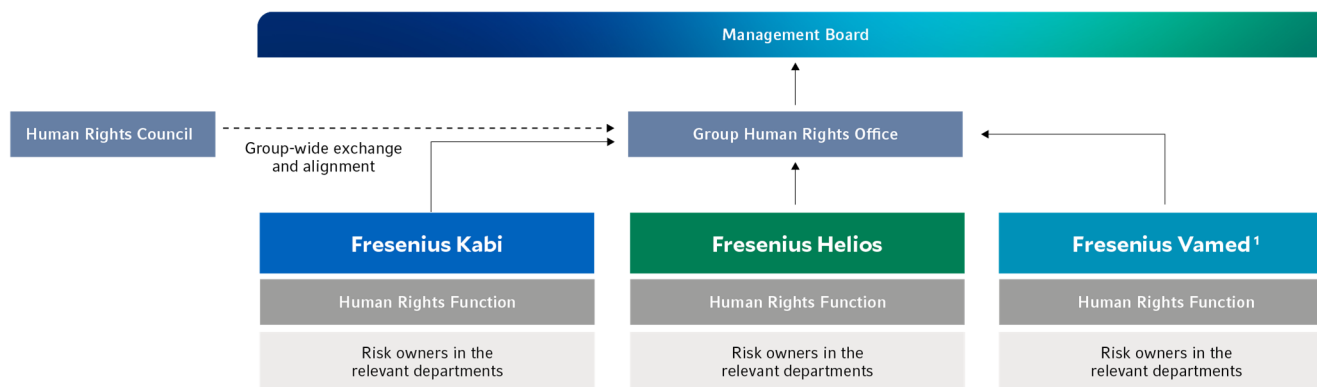 Management Board
Human Rights Council
Group Human Rights Office
Group-wide exchange
and alignment
Fresenius Kabi
Fresenius Helios
Fresenius Vamed¹
Human Rights Function
Human Rights Function
Human Rights Function
Risk owners in the
relevant departments
Risk owners in the
relevant departments
Risk owners in the
relevant departments